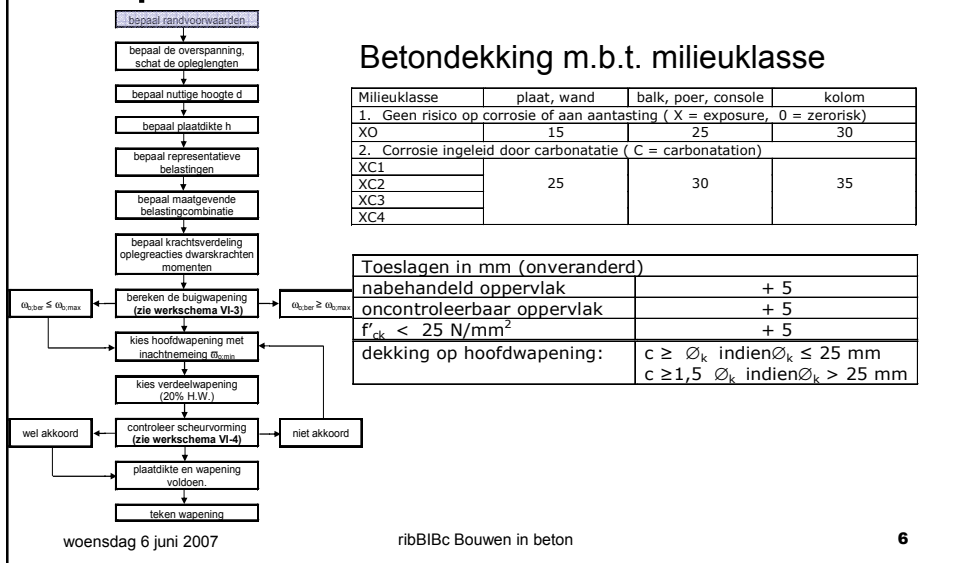 bepaal randvoorwaarden
bepaal de overspanning,
schat de opleglengten
bepaal nuttige hoogte d
bepaal plaatdikte h
bepaal representatieve
belastingen
bepaal maatgevende
belastingcombinatie
bepaal krachtsverdeling
oplegreacties dwarskrachten
momenten
ω₀;ber ≤ ω₀;max
bereken de buigwapening
(zie werkschema VI-3)
ω₀;ber ≥ ω₀;max
kies hoofdwapening met
inachtnemeing ϖ₀;min
kies verdeelwapening
(20% H.W.)
wel akkoord
controleer scheurvorming
(zie werkschema VI-4)
niet akkoord
plaatdikte en wapening
voldoen.
teken wapening
Betondekking m.b.t. milieuklasse
Milieuklasse plaat, wand balk, poer, console kolom
1. Geen risico op corrosie of aan aantasting ( X = exposure, 0 = zerorisk)
XO 15 25 30
2. Corrosie ingeleid door carbonatatie ( C = carbonatation)
XC1
XC2 25 30 35
XC3
XC4
Toeslagen in mm (onveranderd)
nabehandeld oppervlak + 5
oncontroleerbaar oppervlak + 5
f'ck < 25 N/mm² + 5
dekking op hoofdwapening: c ≥ ∅k indien∅k ≤ 25 mm
c ≥1,5 ∅k indien∅k > 25 mm
woensdag 6 juni 2007
ribBIBc Bouwen in beton
6